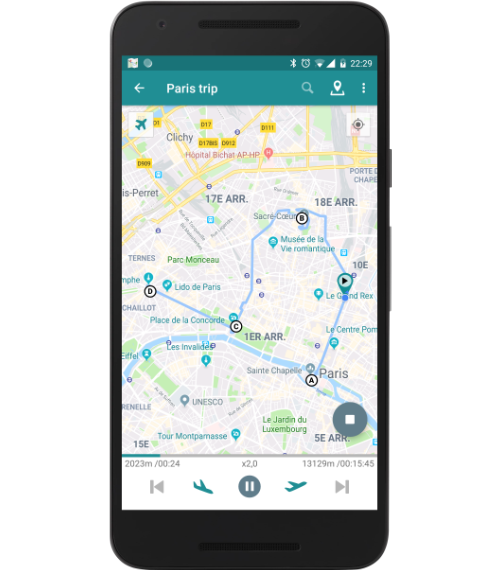 22:29
Paris trip
D1
D17
D111
Clichy
D17BIS
D912
Hôpital Bichat AP-HP
D909
PORTE D
CHAPE
is-Perret
17E ARR.
18E ARR.
Sacré-Cœur
B
Musée de la
Vie romantique
TERNES
Parc Monceau
10E
mphe
D
Lido de Paris
Le Grand Rex
CHAILLOT
Place de la Concorde
C
1ER ARR.
Le Centre Pom
Eiffel
Les Invalides
Sainte Chapelle
Paris
A
UNESCO
Le Jardin du
Luxembourg
Tour Montparnasse
15E
5E ARR.
2023m /00:24
x2,0
13129m /00:15:45